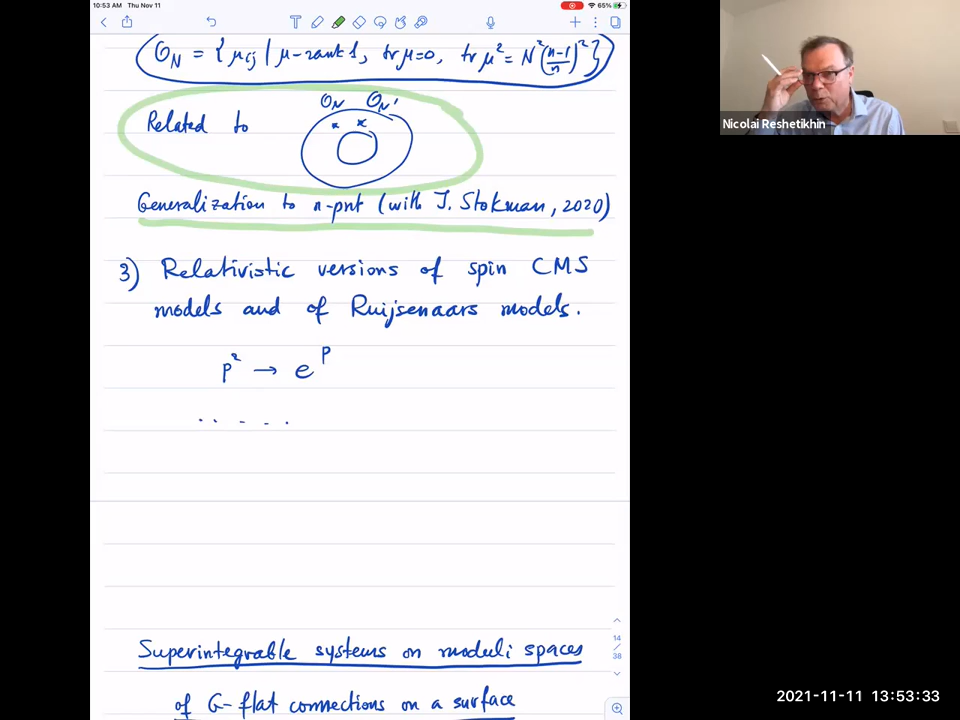 10:53 AM Thu Nov 11
65%
𝒪_N = { μ_ij | μ-rank 1, tr μ=0, tr μ² = N²((n-1)/n)² }
𝒪_N 𝒪_N'
Related to
x x
Generalization to n-pnt (with J. Stokman, 2020)
3) Relativistic versions of spin CMS
models and of Ruijsenaars models.
p² → e^p
. . - . - .
14
/
38
Superintegrable systems on moduli spaces
of G-flat connections on a surface
Nicolai Reshetikhin
2021-11-11 13:53:33